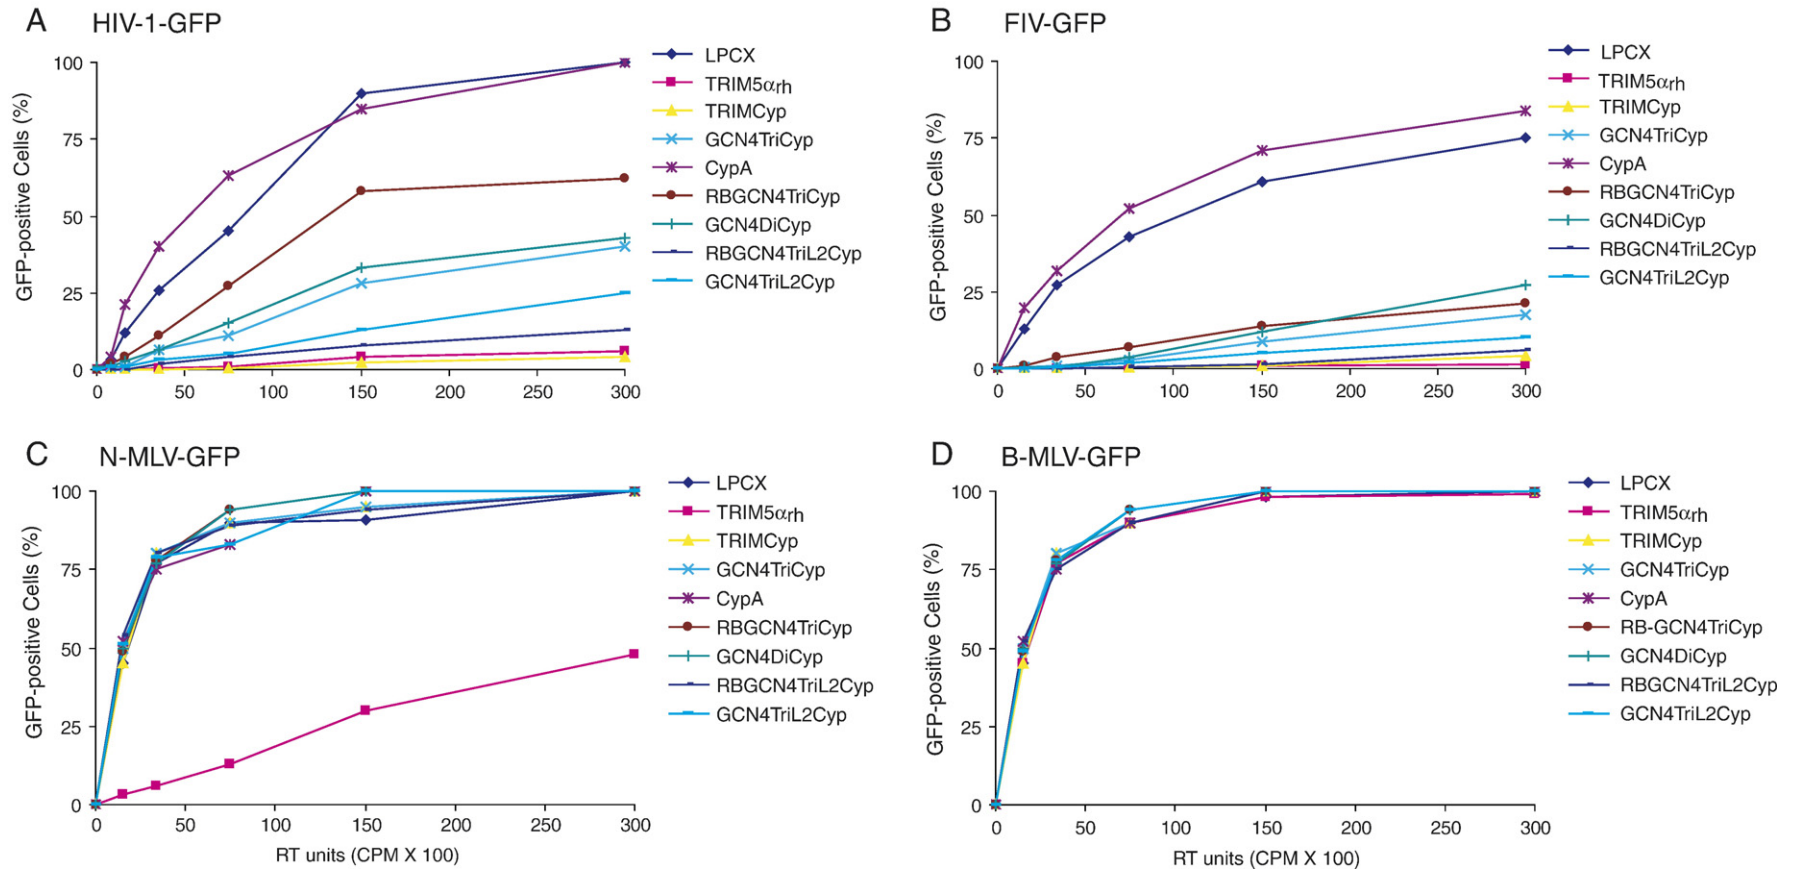 A HIV-1-GFP
GFP-positive Cells (%)
100
75
50
25
0
0 50 100 150 200 250 300
LPCX
TRIM5αrh
TRIMCyp
GCN4TriCyp
CypA
RBGCN4TriCyp
GCN4DiCyp
RBGCN4TriL2Cyp
GCN4TriL2Cyp
B FIV-GFP
GFP-positive Cells (%)
100
75
50
25
0
0 50 100 150 200 250 300
LPCX
TRIM5αrh
TRIMCyp
GCN4TriCyp
CypA
RBGCN4TriCyp
GCN4DiCyp
RBGCN4TriL2Cyp
GCN4TriL2Cyp
C N-MLV-GFP
GFP-positive Cells (%)
100
75
50
25
0
0 50 100 150 200 250 300
RT units (CPM X 100)
LPCX
TRIM5αrh
TRIMCyp
GCN4TriCyp
CypA
RBGCN4TriCyp
GCN4DiCyp
RBGCN4TriL2Cyp
GCN4TriL2Cyp
D B-MLV-GFP
GFP-positive Cells (%)
100
75
50
25
0
0 50 100 150 200 250 300
RT units (CPM X 100)
LPCX
TRIM5αrh
TRIMCyp
GCN4TriCyp
CypA
RB-GCN4TriCyp
GCN4DiCyp
RBGCN4TriL2Cyp
GCN4TriL2Cyp